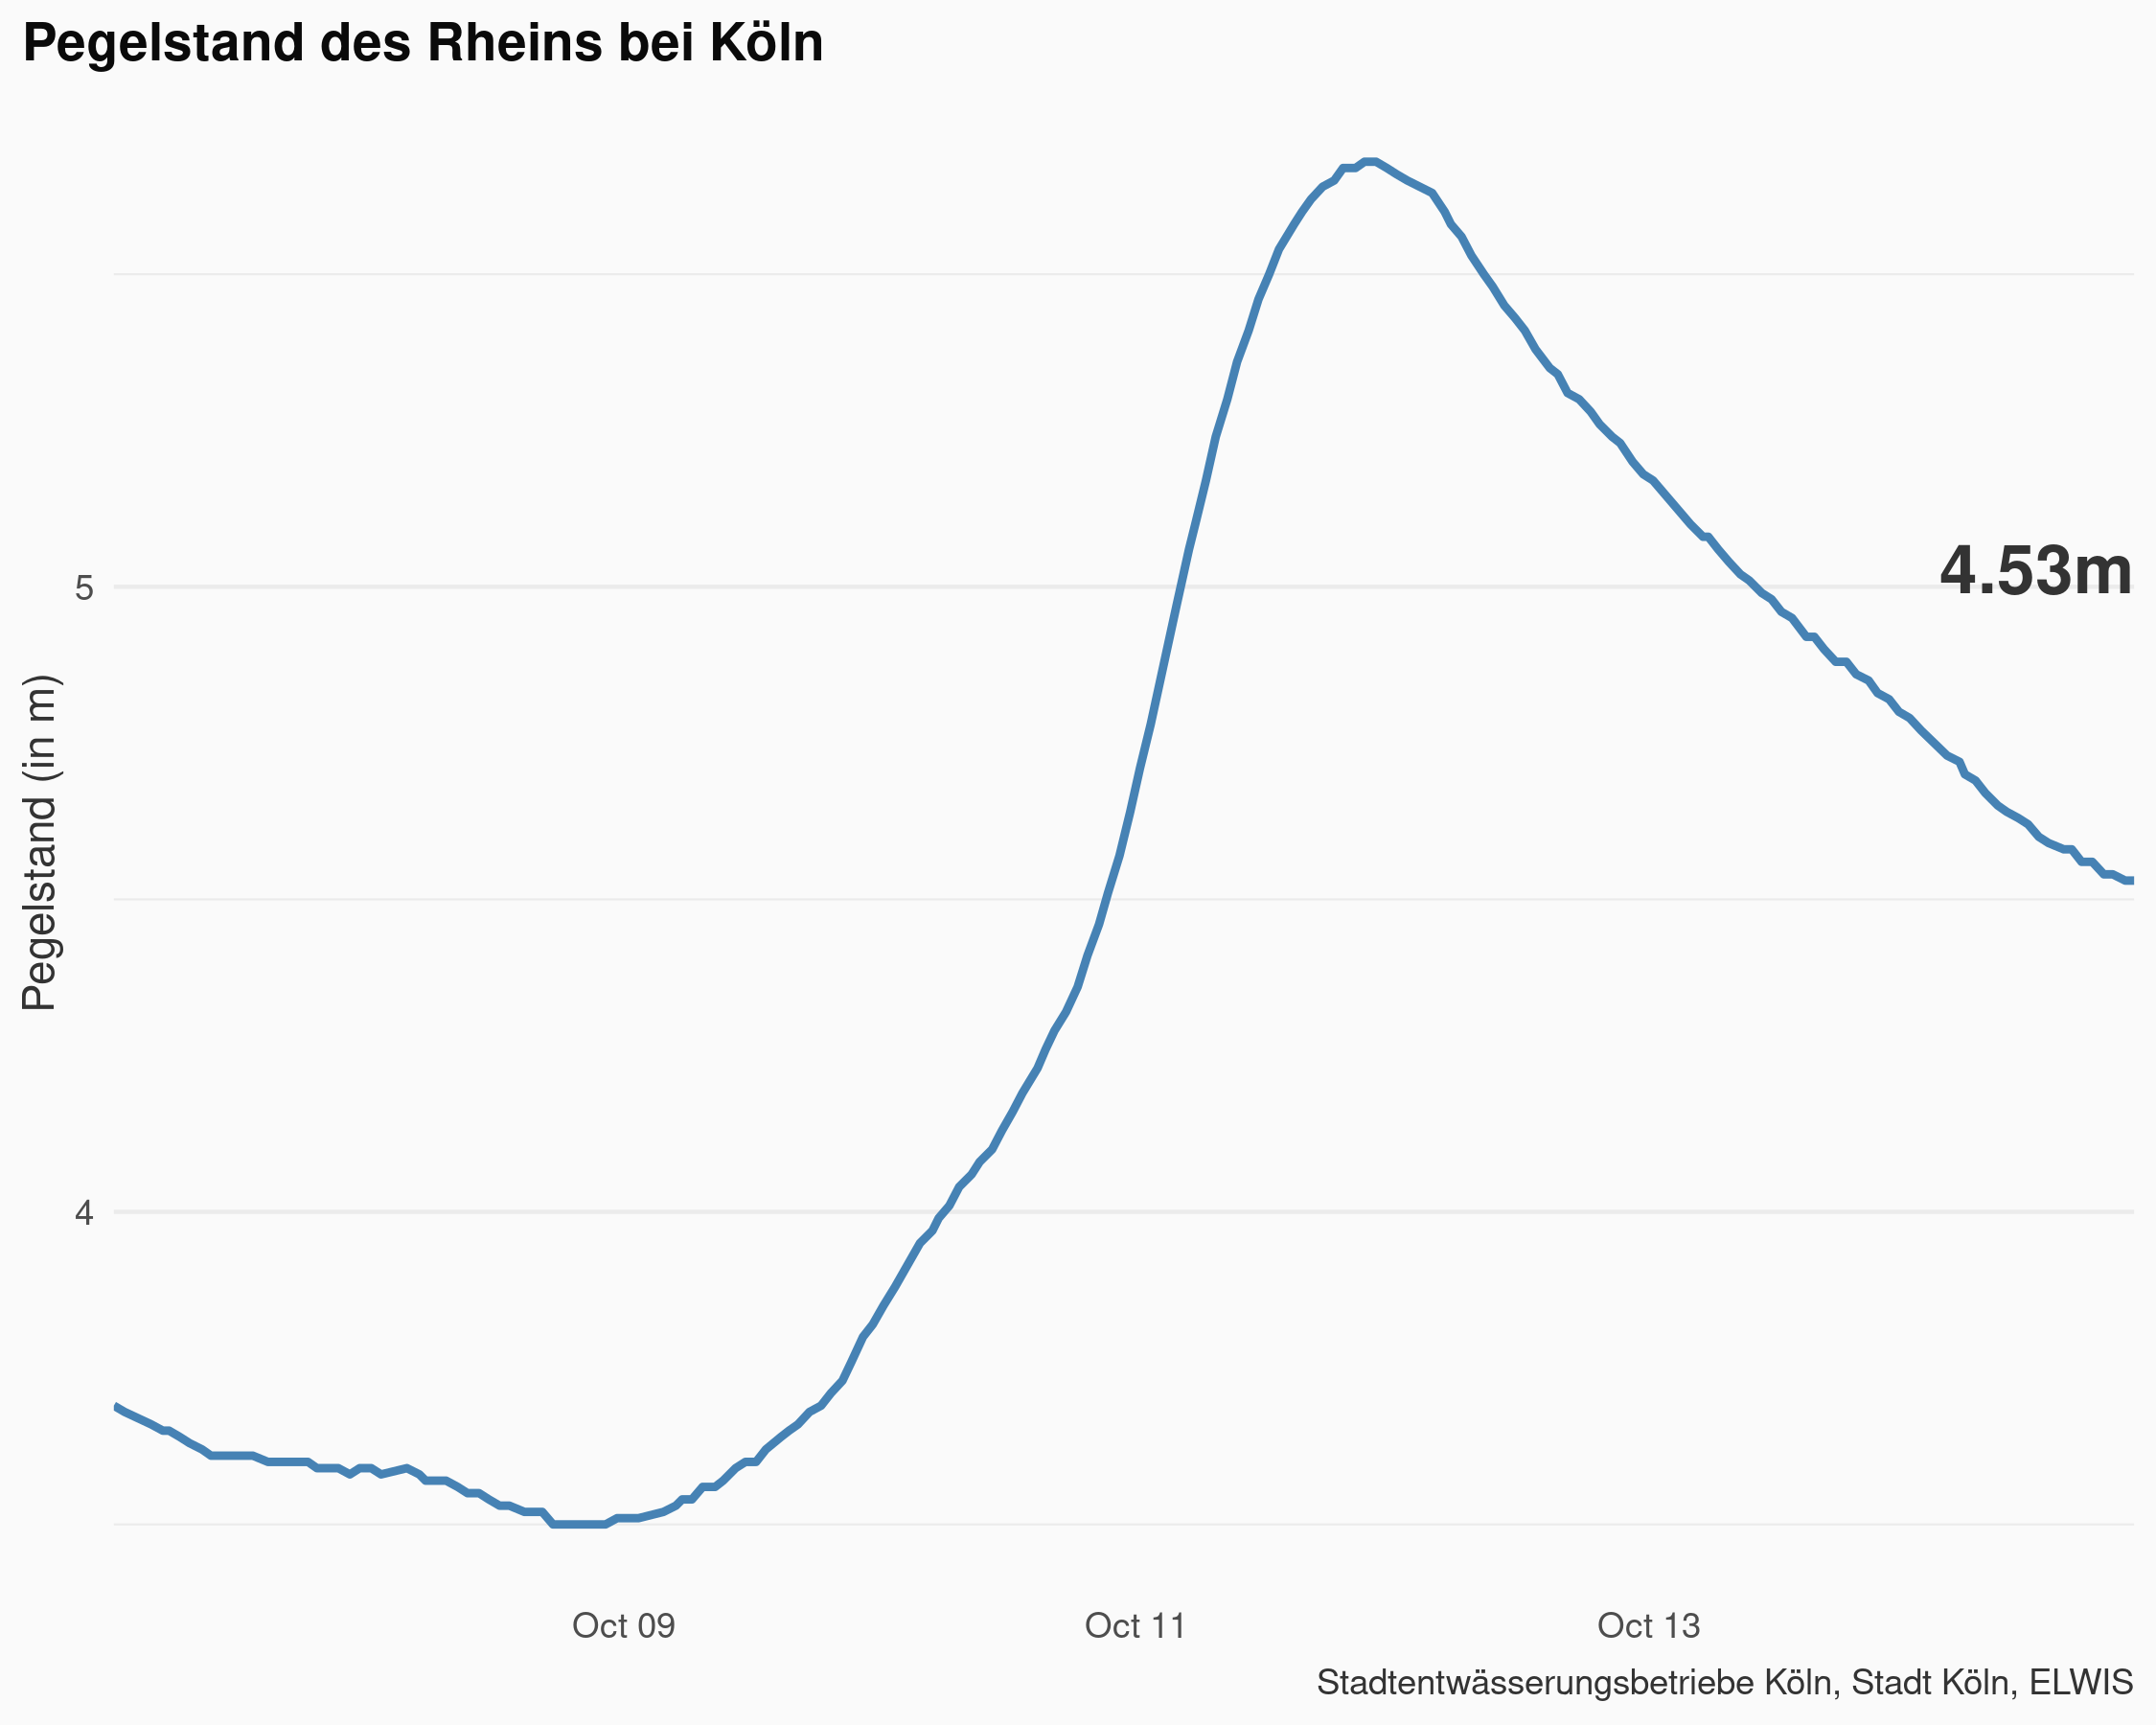 Pegelstand des Rheins bei Köln
Pegelstand (in m)
5
4
4.53m
Oct 09
Oct 11
Oct 13
Stadtentwässerungsbetriebe Köln, Stadt Köln, ELWIS